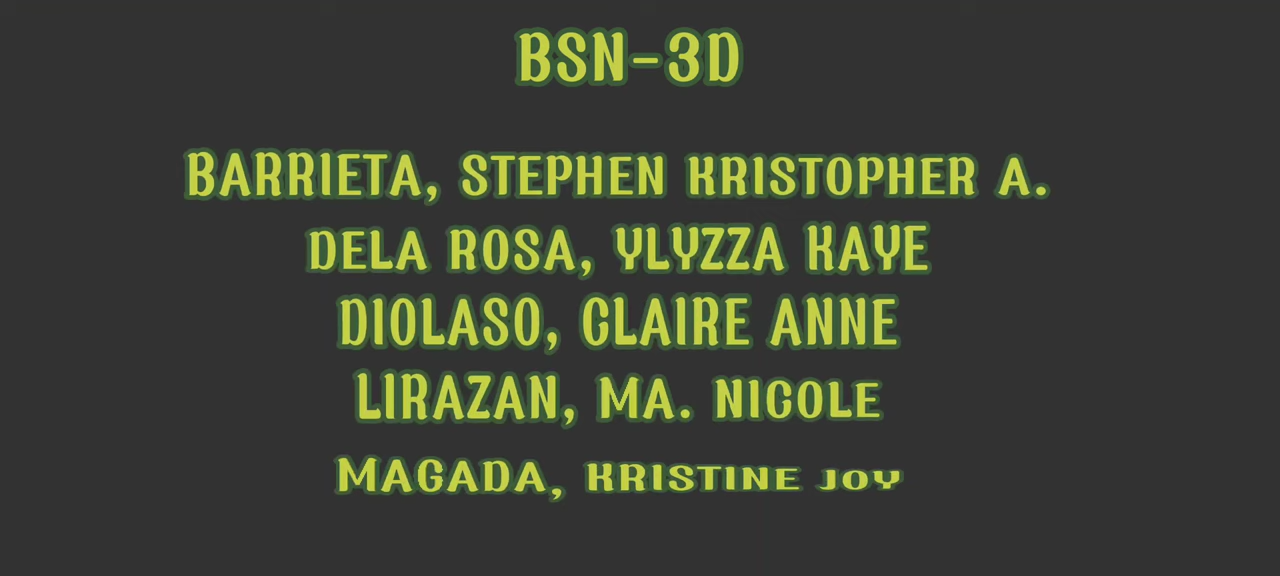 BSN-3D
BARRIETA, STEPHEN KRISTOPHER A.
DELA ROSA, YLYZZA KAYE
DIOLASO, CLAIRE ANNE
LIRAZAN, MA. NICOLE
MAGADA, KRISTINE JOY